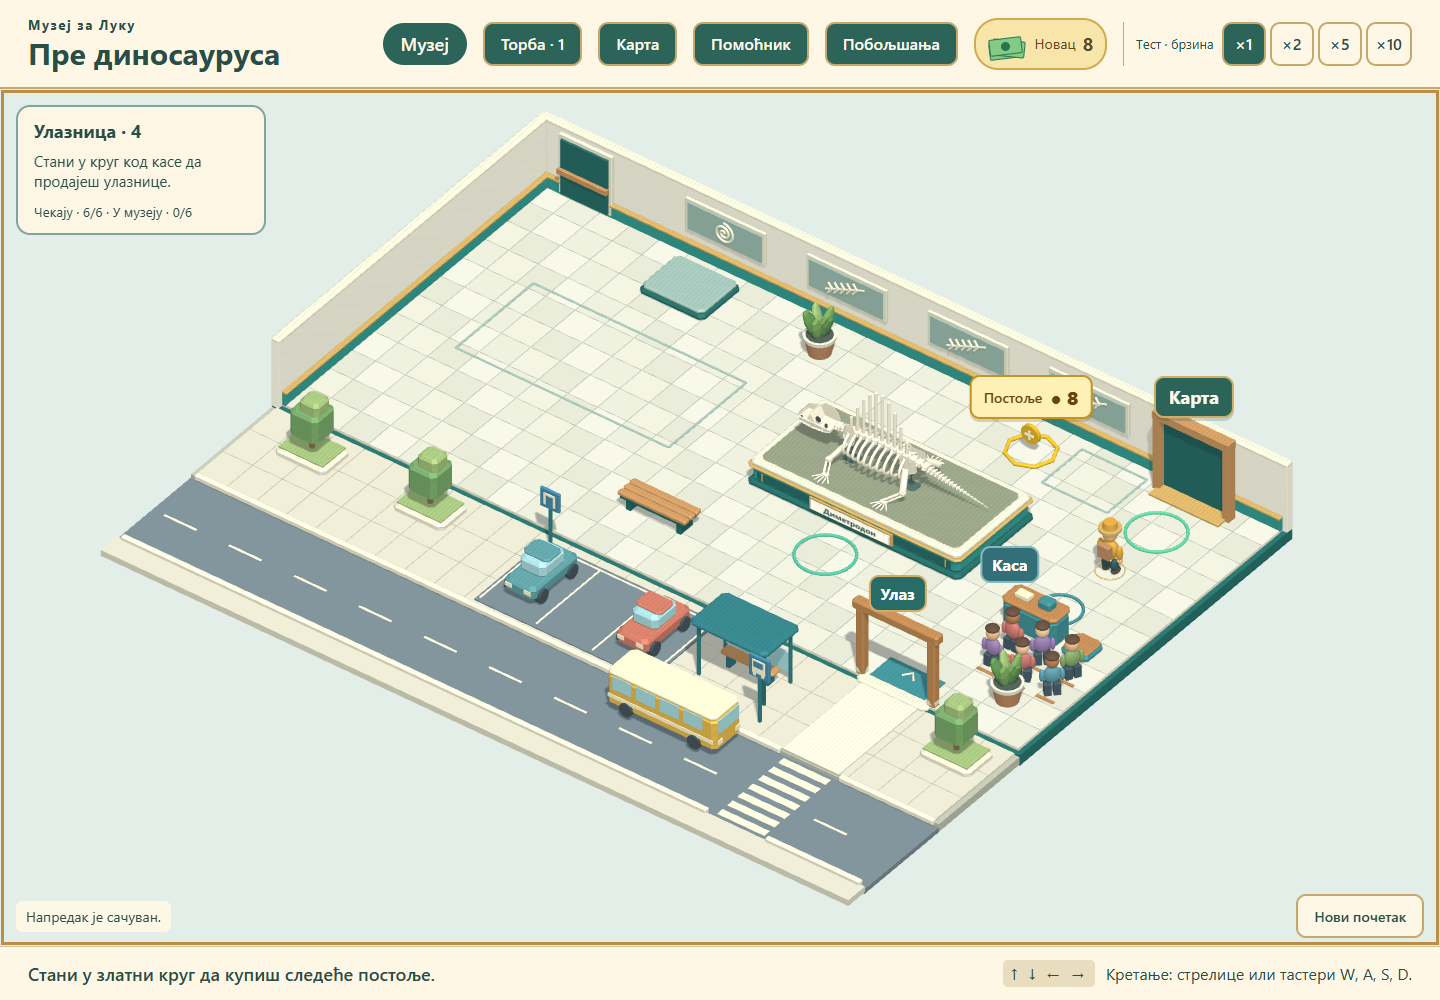 Музеј за Луку
Пре диносауруса
Музеј
Торба · 1
Карта
Помоћник
Побољшања
Новац 8
Тест · брзина
×1
×2
×5
×10
Улазница · 4
Стани у круг код касе да
продајеш улазнице.
Чекају · 6/6 · У музеју · 0/6
Постоље ● 8
Карта
Диметродон
Каса
Улаз
Напредак је сачуван.
Нови почетак
Стани у златни круг да купиш следеће постоље.
↑ ↓ ← → Кретање: стрелице или тастери W, A, S, D.